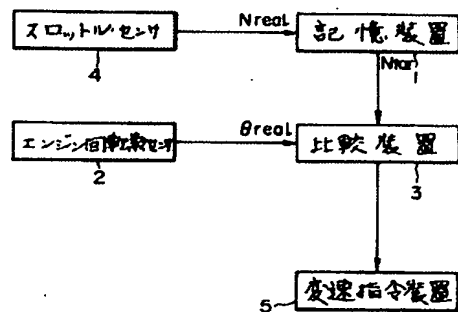 スロットル・センサ
Nreal
記憶装置
4
Ntar
1
エンジン回転数センサ
θreal
比較装置
2
3
変速指令装置
5